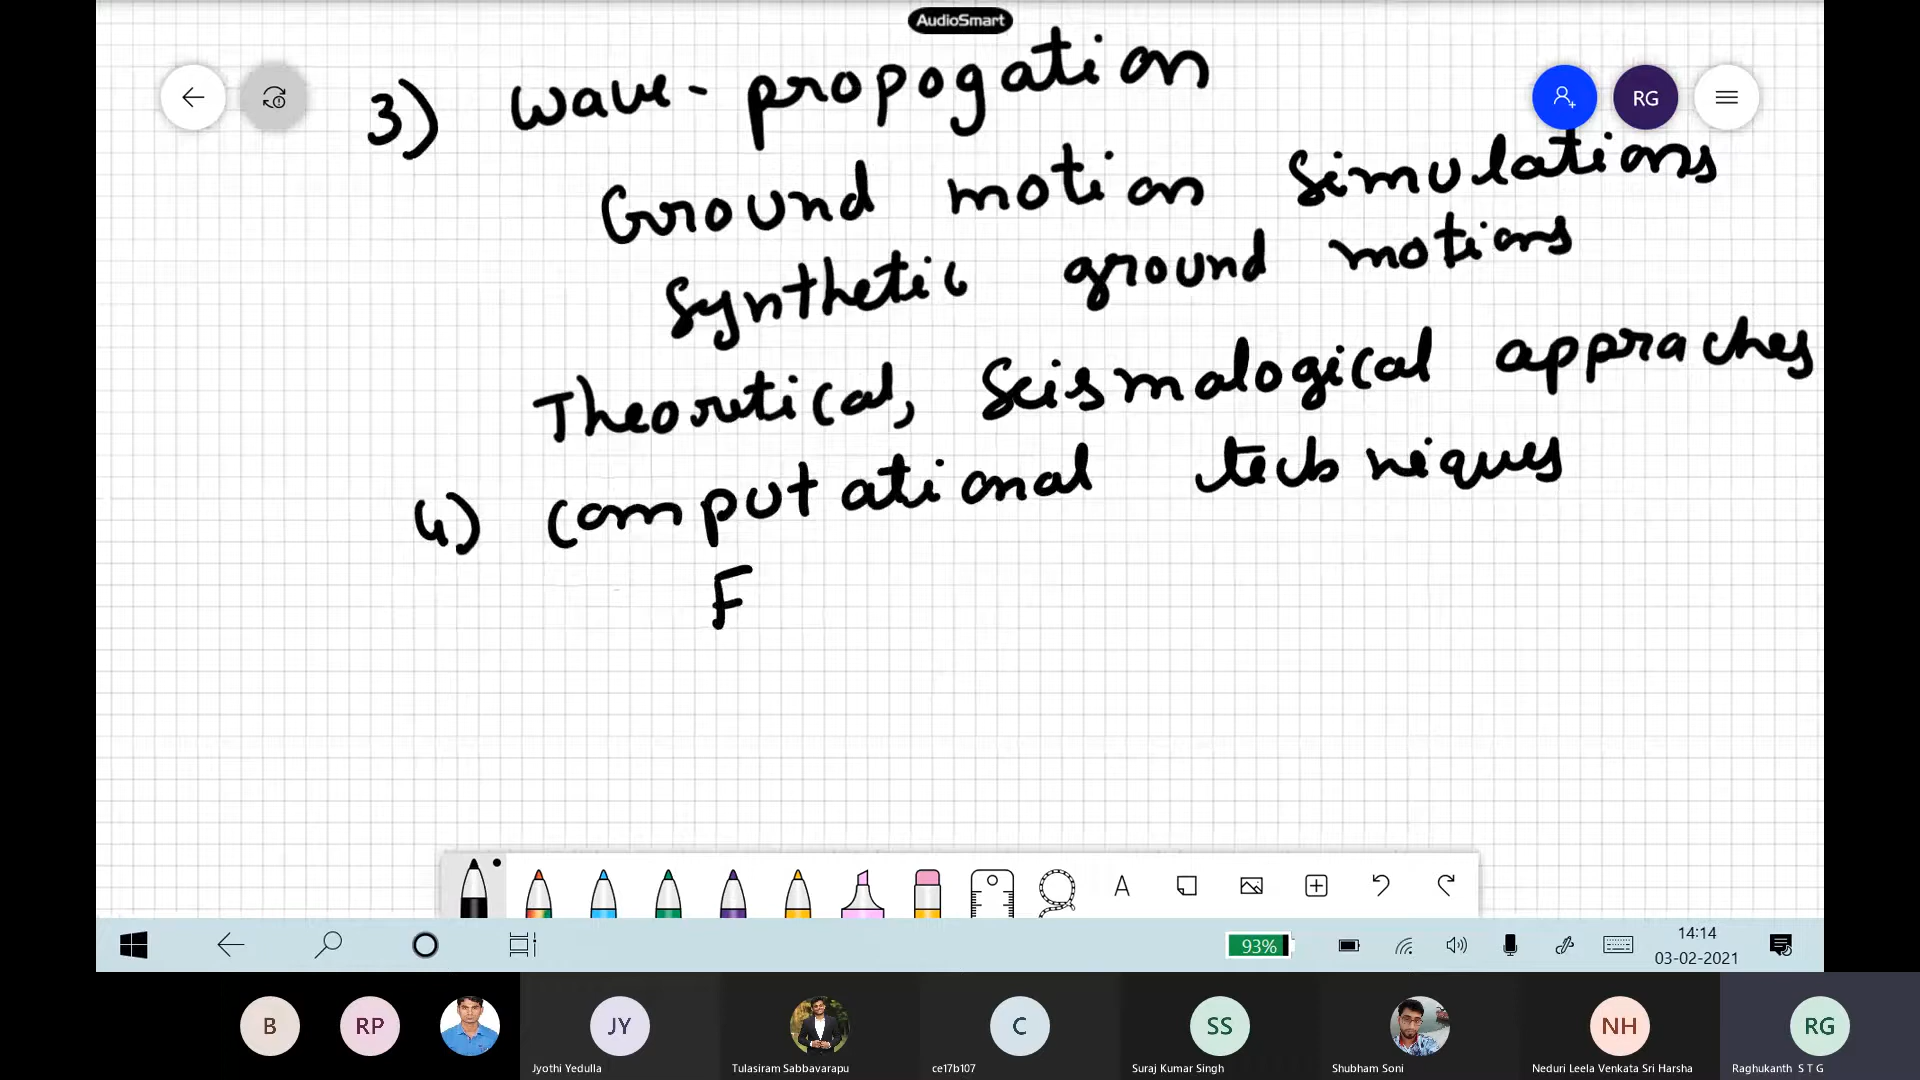 AudioSmart
3) wave-propogation
RG
Ground motion simulations
Synthetic ground motions
Theoretical, Seismological appraches
4) computational techniques
F
A
93%
14:14
03-02-2021
B
RP
JY
C
SS
NH
RG
Jyothi Yedulla
Tulasiram Sabbavarapu
ce17b107
Suraj Kumar Singh
Shubham Soni
Neduri Leela Venkata Sri Harsha
Raghukanth S T G